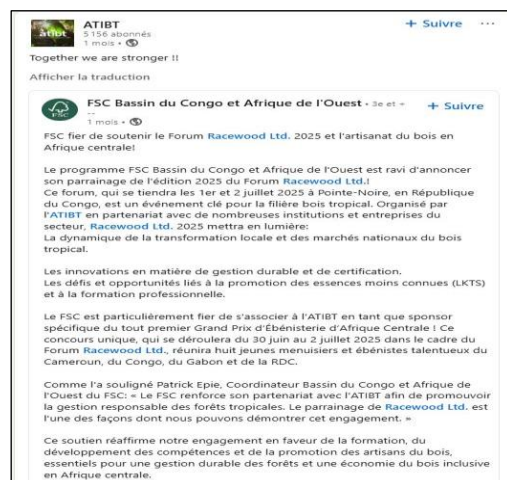 atibt
ATIBT
5 156 abonnés
1 mois •
+ Suivre ...
Together we are stronger !!
Afficher la traduction
FSC
FSC Bassin du Congo et Afrique de l'Ouest • 3e et +
--
1 mois •
+ Suivre
FSC fier de soutenir le Forum Racewood Ltd. 2025 et l'artisanat du bois en
Afrique centrale!
Le programme FSC Bassin du Congo et Afrique de l'Ouest est ravi d'annoncer
son parrainage de l'édition 2025 du Forum Racewood Ltd.!
Ce forum, qui se tiendra les 1er et 2 juillet 2025 à Pointe-Noire, en République
du Congo, est un événement clé pour la filière bois tropical. Organisé par
l'ATIBT en partenariat avec de nombreuses institutions et entreprises du
secteur, Racewood Ltd. 2025 mettra en lumière:
La dynamique de la transformation locale et des marchés nationaux du bois
tropical.
Les innovations en matière de gestion durable et de certification.
Les défis et opportunités liés à la promotion des essences moins connues (LKTS)
et à la formation professionnelle.
Le FSC est particulièrement fier de s'associer à l'ATIBT en tant que sponsor
spécifique du tout premier Grand Prix d'Ébénisterie d'Afrique Centrale ! Ce
concours unique, qui se déroulera du 30 juin au 2 juillet 2025 dans le cadre du
Forum Racewood Ltd., réunira huit jeunes menuisiers et ébénistes talentueux du
Cameroun, du Congo, du Gabon et de la RDC.
Comme l'a souligné Patrick Epie, Coordinateur Bassin du Congo et Afrique de
l'Ouest du FSC: « Le FSC renforce son partenariat avec l'ATIBT afin de promouvoir
la gestion responsable des forêts tropicales. Le parrainage de Racewood Ltd. est
l'une des façons dont nous pouvons démontrer cet engagement. »
Ce soutien réaffirme notre engagement en faveur de la formation, du
développement des compétences et de la promotion des artisans du bois,
essentiels pour une gestion durable des forêts et une économie du bois inclusive
en Afrique centrale.